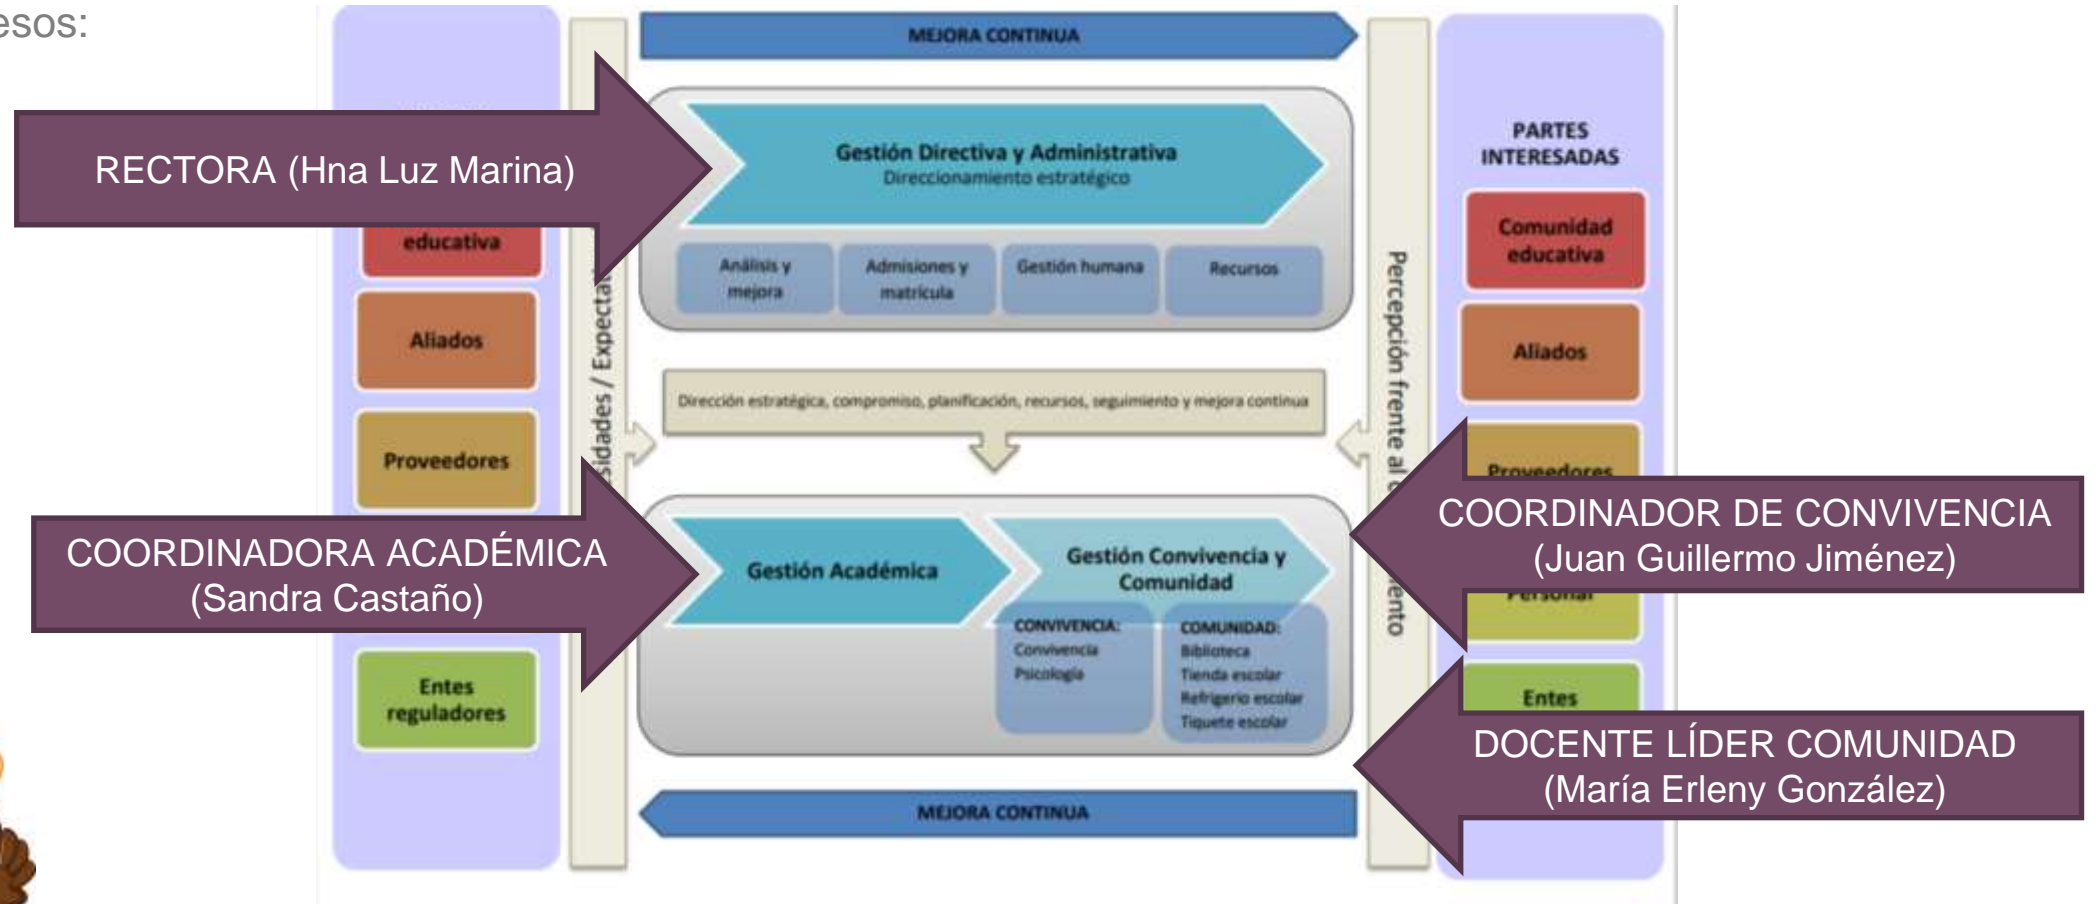 esos:
MEJORA CONTINUA
RECTORA (Hna Luz Marina)
educativa
Aliados
Proveedores
Entes
reguladores
Gestión Directiva y Administrativa
Direccionamiento estratégico
Análisis y
mejora
Admisiones y
matrícula
Gestión humana
Recursos
Dirección estratégica, compromiso, planificación, recursos, seguimiento y mejora continua
COORDINADORA ACADÉMICA
(Sandra Castaño)
Gestión Académica
Gestión Convivencia y
Comunidad
CONVIVENCIA:
Convivencia
Psicología
COMUNIDAD:
Biblioteca
Tienda escolar
Refrigerio escolar
Tiquete escolar
MEJORA CONTINUA
Percepción frente al
PARTES
INTERESADAS
Comunidad
educativa
Aliados
Proveedores
COORDINADOR DE CONVIVENCIA
(Juan Guillermo Jiménez)
Personal
Entes
DOCENTE LÍDER COMUNIDAD
(María Erleny González)